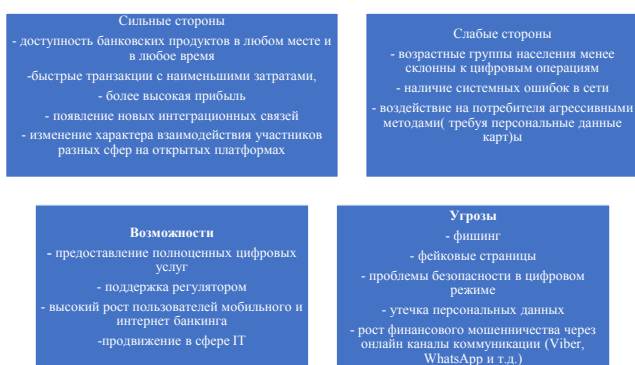 Сильные стороны
- доступность банковских продуктов в любом месте и
в любое время
-быстрые транзакции с наименьшими затратами,
- более высокая прибыль
- появление новых интеграционных связей
- изменение характера взаимодействия участников
разных сфер на открытых платформах
Слабые стороны
- возрастные группы населения менее
склонны к цифровым операциям
- наличие системных ошибок в сети
- воздействие на потребителя агрессивными
методами( требуя персональные данные
карт)ы
Возможности
- предоставление полноценных цифровых
услуг
- поддержка регулятором
- высокий рост пользователей мобильного и
интернет банкинга
-продвижение в сфере IT
Угрозы
- фишинг
- фейковые страницы
- проблемы безопасности в цифровом
режиме
- утечка персональных данных
- рост финансового мошенничества через
онлайн каналы коммуникации (Viber,
WhatsApp и т.д.)